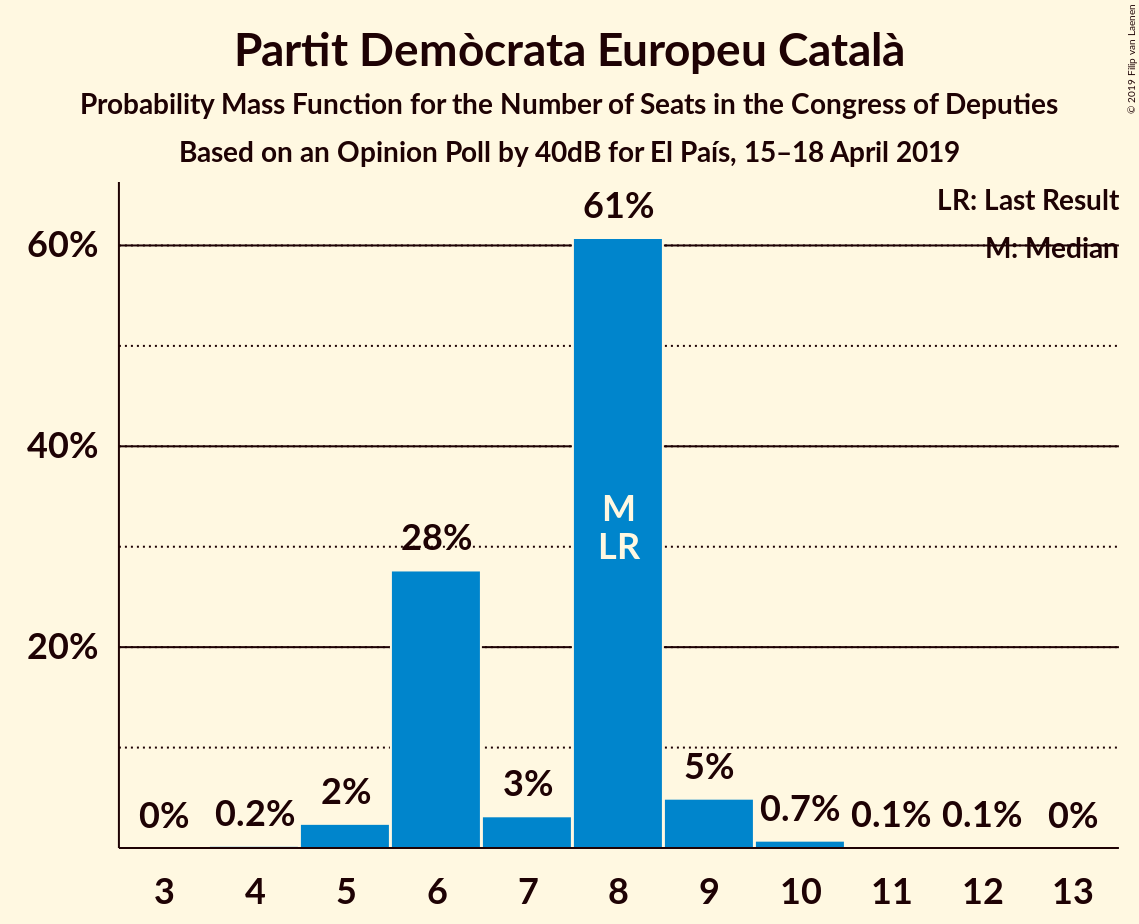 Partit Demòcrata Europeu Català
Probability Mass Function for the Number of Seats in the Congress of Deputies
Based on an Opinion Poll by 40dB for El País, 15–18 April 2019
© 2019 Filip van Laenen
LR: Last Result
M: Median
60%
40%
20%
0%
0.2%
2%
28%
3%
61%
M
LR
5%
0.7%
0.1%
0.1%
0%
3 4 5 6 7 8 9 10 11 12 13